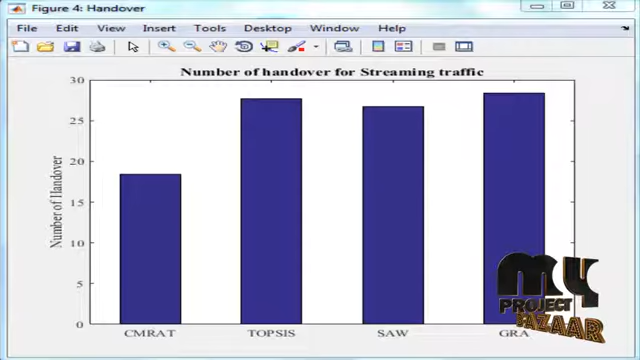 Figure 4: Handover
File Edit View Insert Tools Desktop Window Help
Number of handover for Streaming traffic
30
25
20
15
10
5
0
Number of Handover
CMRAT TOPSIS SAW GRA
my
PROJECT
BAZAAR